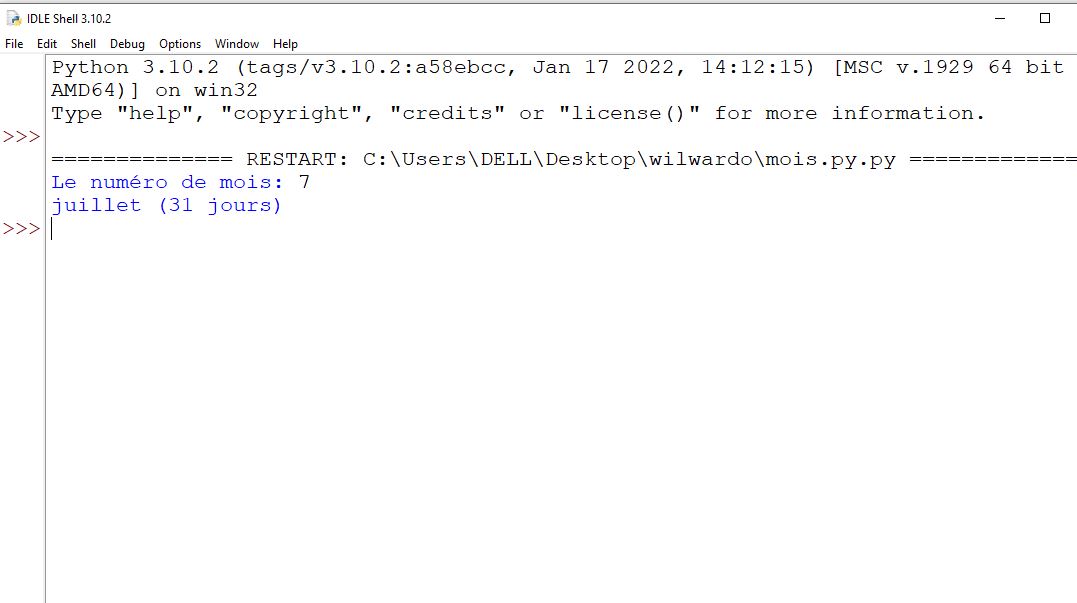 IDLE Shell 3.10.2
File Edit Shell Debug Options Window Help
Python 3.10.2 (tags/v3.10.2:a58ebcc, Jan 17 2022, 14:12:15) [MSC v.1929 64 bit
AMD64)] on win32
Type "help", "copyright", "credits" or "license()" for more information.
>>>
============== RESTART: C:\Users\DELL\Desktop\wilwardo\mois.py.py =============
Le numéro de mois: 7
juillet (31 jours)
>>>